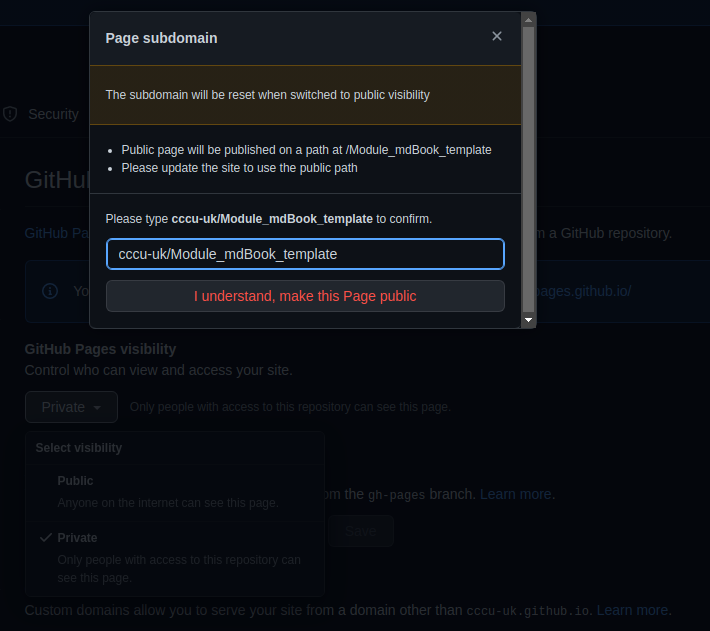 Page subdomain
The subdomain will be reset when switched to public visibility
Public page will be published on a path at /Module_mdBook_template
Please update the site to use the public path
Please type cccu-uk/Module_mdBook_template to confirm.
cccu-uk/Module_mdBook_template
I understand, make this Page public
Security
GitHub
GitHub Pa
m a GitHub repository.
Yo
pages.github.io/
GitHub Pages visibility
Control who can view and access your site.
Private
Only people with access to this repository can see this page.
Select visibility
Public
Anyone on the internet can see this page.
om the gh-pages branch. Learn more.
Save
Private
Only people with access to this repository can
see this page.
Custom domains allow you to serve your site from a domain other than cccu-uk.github.io. Learn more.